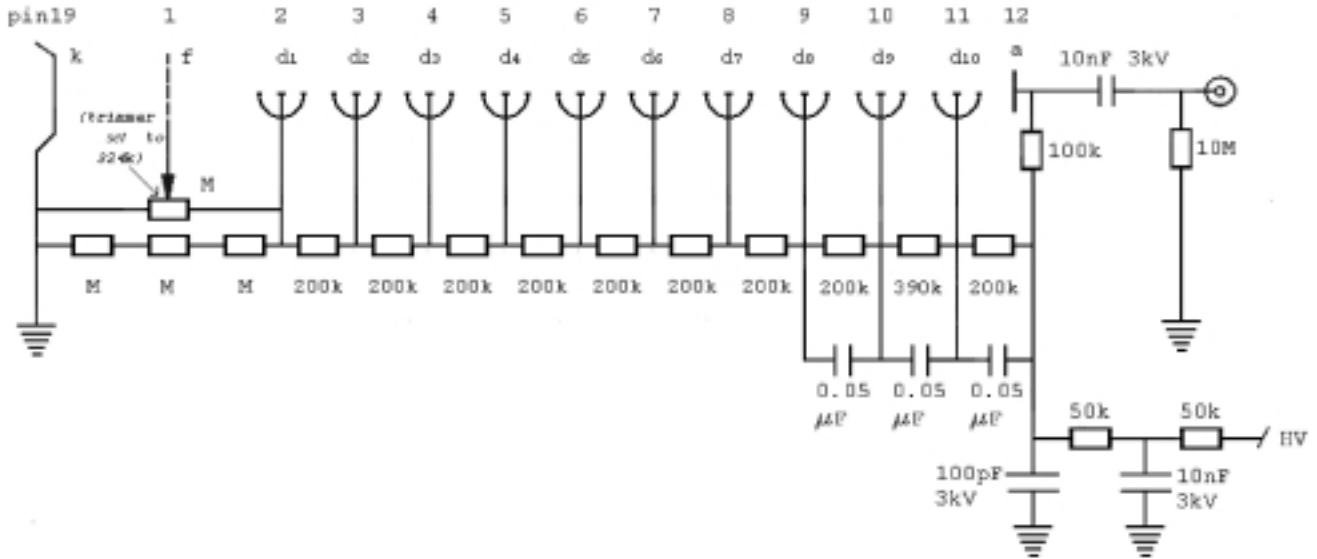 pin19 1 2 3 4 5 6 7 8 9 10 11 12
k f d1 d2 d3 d4 d5 d6 d7 d8 d9 d10 a
10nF 3kV
(trimmer
set to
324k)
M
100k
10M
M M M 200k 200k 200k 200k 200k 200k 200k 200k 390k 200k
0.05 0.05 0.05
µF µF µF
50k 50k
HV
100pF 10nF
3kV 3kV